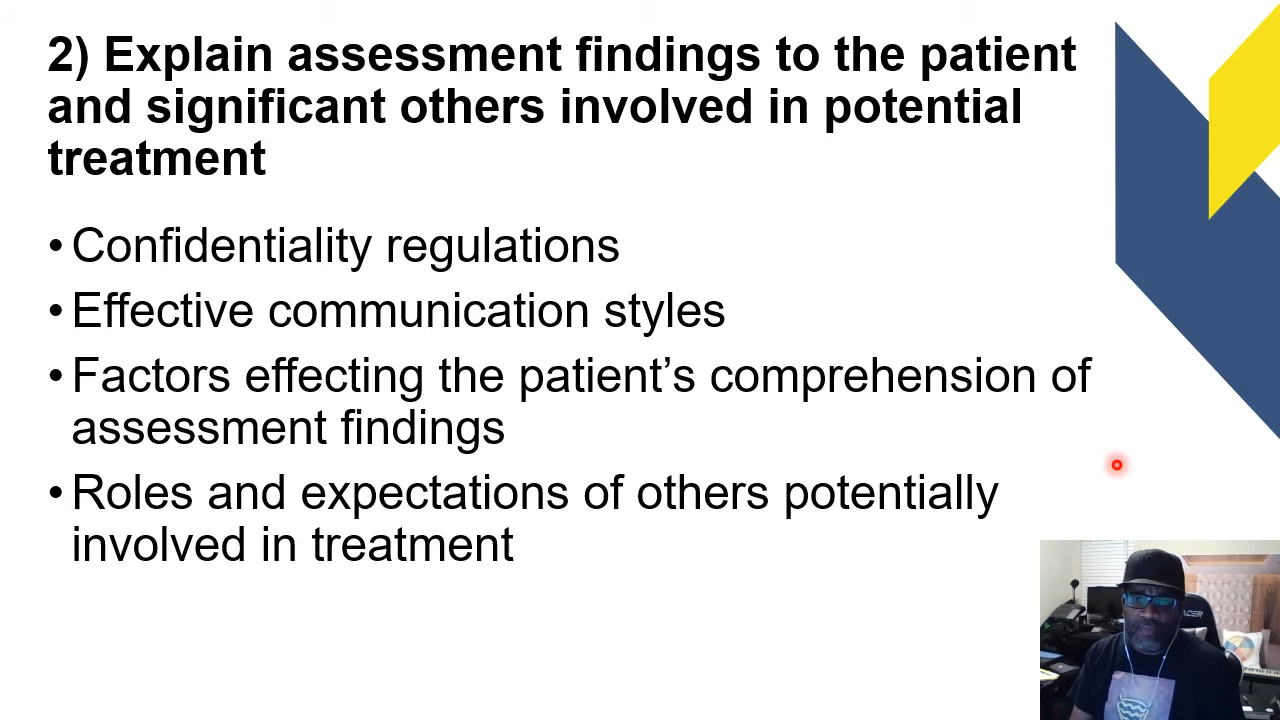 2) Explain assessment findings to the patient
and significant others involved in potential
treatment
• Confidentiality regulations
• Effective communication styles
• Factors effecting the patient’s comprehension of
assessment findings
• Roles and expectations of others potentially
involved in treatment